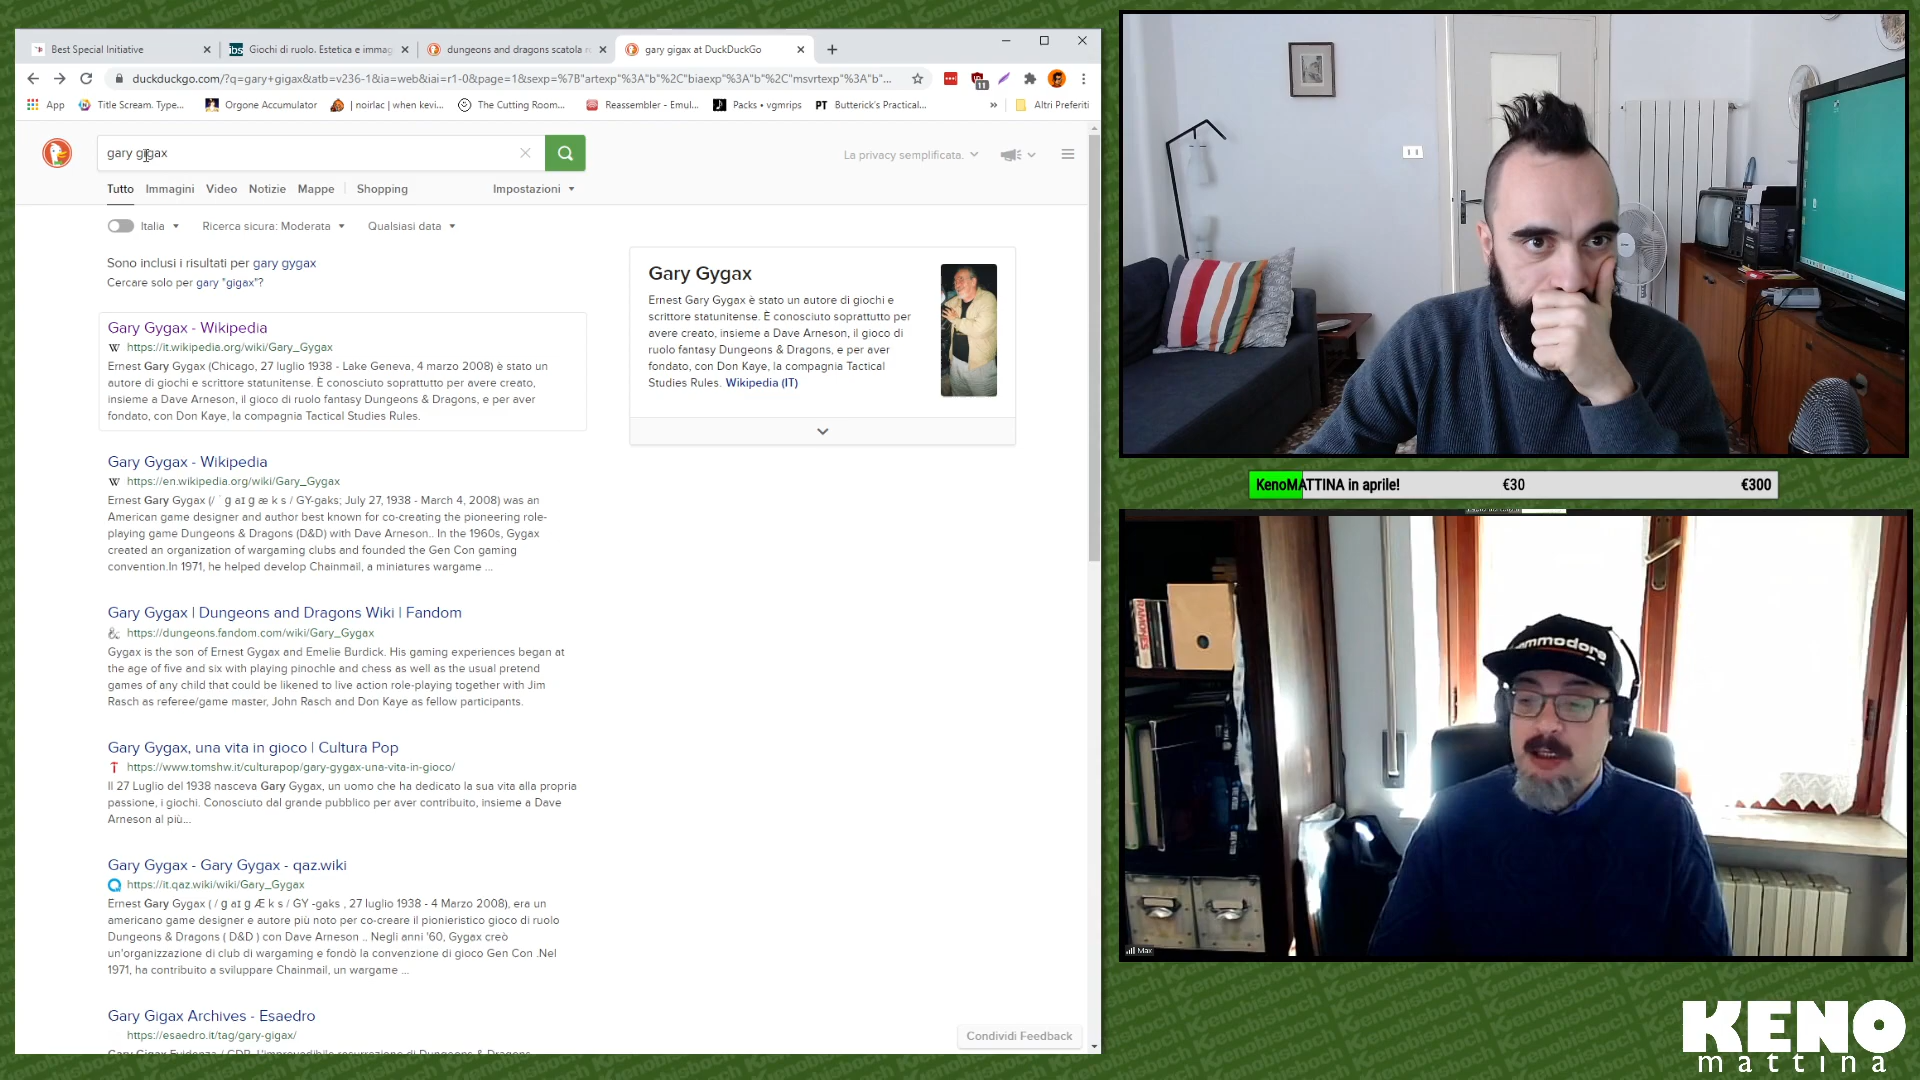 Best Special Initiative
Giochi di ruolo. Estetica e immag
dungeons and dragons scatola r
gary gigax at DuckDuckGo
duckduckgo.com/?q=gary+gigax&atb=v236-1&ia=web&iai=r1-0&page=1&sexp=%7B"artexp"%3A"b"%2C"biaexp"%3A"b"%2C"msvrtexp"%3A"b"...
11
App
Title Scream. Type...
Orgone Accumulator
| noirlac | when kevi...
The Cutting Room...
Reassembler - Emul...
Packs • vgmrips
PT Butterick's Practical...
»
Altri Preferiti
gary gigax
La privacy semplificata.
Tutto
Immagini
Video
Notizie
Mappe
Shopping
Impostazioni
Italia
Ricerca sicura: Moderata
Qualsiasi data
Sono inclusi i risultati per gary gygax
Cercare solo per gary "gigax"?
Gary Gygax - Wikipedia
W https://it.wikipedia.org/wiki/Gary_Gygax
Ernest Gary Gygax (Chicago, 27 luglio 1938 - Lake Geneva, 4 marzo 2008) è stato un
autore di giochi e scrittore statunitense. È conosciuto soprattutto per avere creato,
insieme a Dave Arneson, il gioco di ruolo fantasy Dungeons & Dragons, e per aver
fondato, con Don Kaye, la compagnia Tactical Studies Rules.
Gary Gygax - Wikipedia
W https://en.wikipedia.org/wiki/Gary_Gygax
Ernest Gary Gygax (/ ˈ ɡ aɪ ɡ æ k s / GY-gaks; July 27, 1938 - March 4, 2008) was an
American game designer and author best known for co-creating the pioneering role-
playing game Dungeons & Dragons (D&D) with Dave Arneson.. In the 1960s, Gygax
created an organization of wargaming clubs and founded the Gen Con gaming
convention.In 1971, he helped develop Chainmail, a miniatures wargame ...
Gary Gygax | Dungeons and Dragons Wiki | Fandom
https://dungeons.fandom.com/wiki/Gary_Gygax
Gygax is the son of Ernest Gygax and Emelie Burdick. His gaming experiences began at
the age of five and six with playing pinochle and chess as well as the usual pretend
games of any child that could be likened to live action role-playing together with Jim
Rasch as referee/game master, John Rasch and Don Kaye as fellow participants.
Gary Gygax, una vita in gioco | Cultura Pop
https://www.tomshw.it/culturapop/gary-gygax-una-vita-in-gioco/
Il 27 Luglio del 1938 nasceva Gary Gygax, un uomo che ha dedicato la sua vita alla propria
passione, i giochi. Conosciuto dal grande pubblico per aver contribuito, insieme a Dave
Arneson al più...
Gary Gygax - Gary Gygax - qaz.wiki
https://it.qaz.wiki/wiki/Gary_Gygax
Ernest Gary Gygax ( / ɡ aɪ ɡ Æ k s / GY -gaks , 27 luglio 1938 - 4 Marzo 2008), era un
americano game designer e autore più noto per co-creare il pionieristico gioco di ruolo
Dungeons & Dragons ( D&D ) con Dave Arneson .. Negli anni '60, Gygax creò
un'organizzazione di club di wargaming e fondò la convenzione di gioco Gen Con .Nel
1971, ha contribuito a sviluppare Chainmail, un wargame ...
Gary Gigax Archives - Esaedro
https://esaedro.it/tag/gary-gigax/
Gary Gygax
Ernest Gary Gygax è stato un autore di giochi e
scrittore statunitense. È conosciuto soprattutto per
avere creato, insieme a Dave Arneson, il gioco di
ruolo fantasy Dungeons & Dragons, e per aver
fondato, con Don Kaye, la compagnia Tactical
Studies Rules. Wikipedia (IT)
Condividi Feedback
KenoMATTINA in aprile! €30 €300
RAMONES
mmodore
Max
KENO
mattina